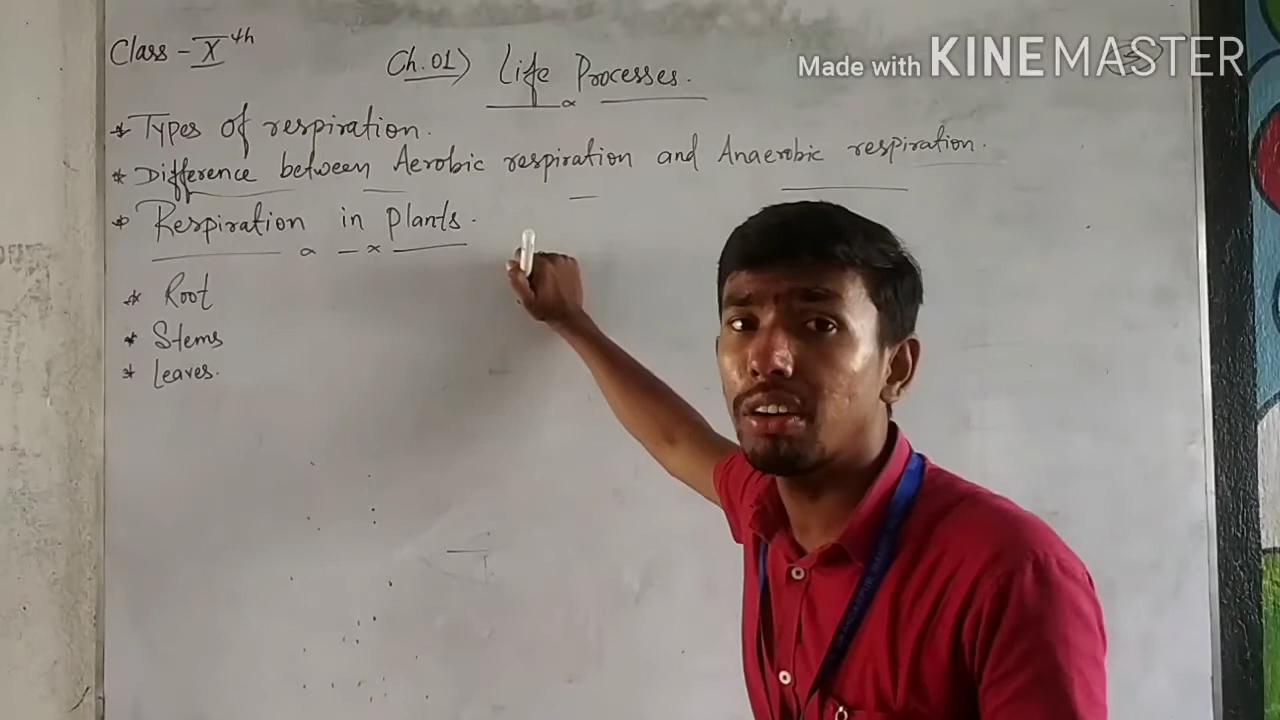 Class - Xth
Ch. 01) Life Processes.
Made with KINEMASTER
* Types of respiration.
* Difference between Aerobic respiration and Anaerobic respiration.
* Respiration in plants.
* Root
* Stems
* Leaves.